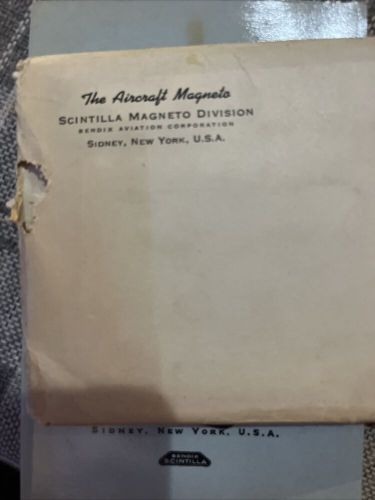 The Aircraft Magneto
SCINTILLA MAGNETO DIVISION
BENDIX AVIATION CORPORATION
SIDNEY, NEW YORK, U.S.A.
SIDNEY, NEW YORK, U.S.A.
BENDIX
SCINTILLA